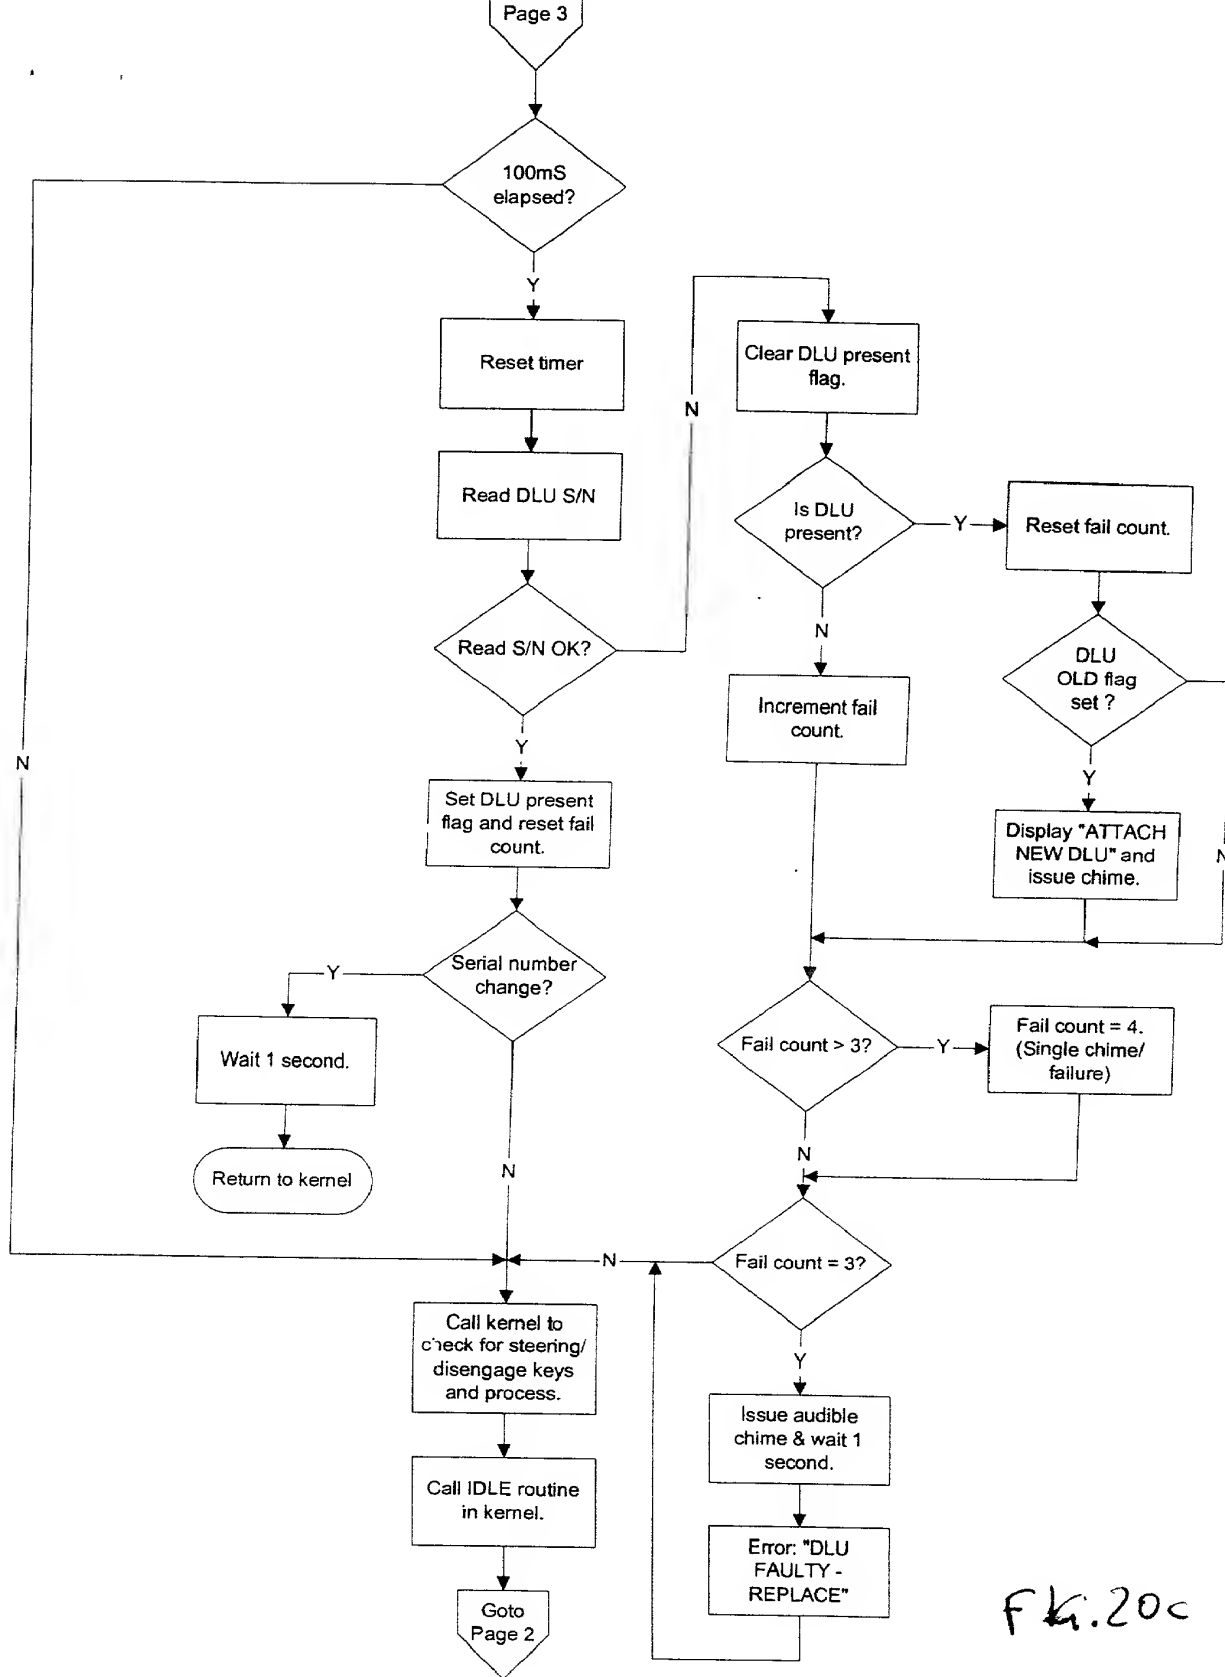 Page 3
100mS
elapsed?
Y
N
Reset timer
Read DLU S/N
Read S/N OK?
N
Y
Set DLU present
flag and reset fail
count.
Serial number
change?
Y
Wait 1 second.
Return to kernel
N
Clear DLU present
flag.
Is DLU
present?
Y
Reset fail count.
N
Increment fail
count.
DLU
OLD flag
set ?
Y
N
Display "ATTACH
NEW DLU" and
issue chime.
Fail count > 3?
Y
Fail count = 4.
(Single chime/
failure)
N
Fail count = 3?
N
Y
Issue audible
chime & wait 1
second.
Error: "DLU
FAULTY -
REPLACE"
Call kernel to
check for steering/
disengage keys
and process.
Call IDLE routine
in kernel.
Goto
Page 2
FIG. 20c